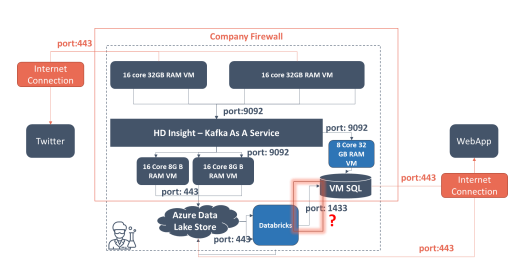 Company Firewall
port:443
Internet
Connection
16 core 32GB RAM VM
16 core 32GB RAM VM
port:9092
HD Insight – Kafka As A Service
port: 9092
Twitter
WebApp
port:9092
8 Core 32
GB RAM
VM
16 Core 8G B
RAM VM
16 Core 8G B
RAM VM
port: 443
VM SQL
port:443
Internet
Connection
Azure Data
Lake Store
Databricks
port: 1433
?
port: 443
port:443